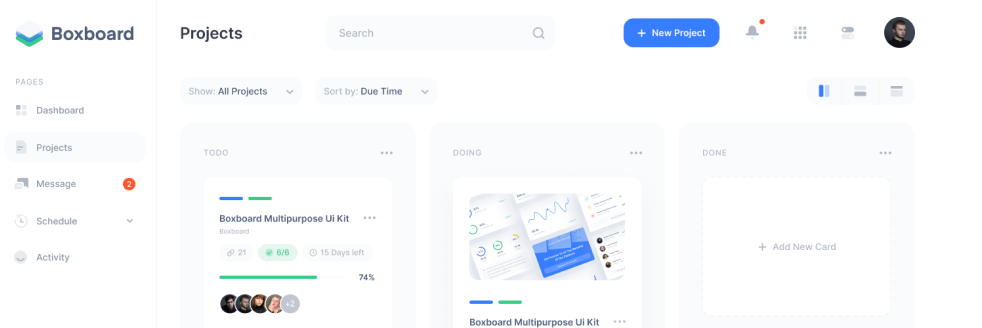 Boxboard
Projects
Search
+ New Project
PAGES
Dashboard
Projects
Message 2
Schedule
Activity
Show: All Projects
Sort by: Due Time
TODO
Boxboard Multipurpose Ui Kit
Boxboard
21
6/6
15 Days left
74%
+2
DOING
Boxboard Multipurpose Ui Kit
DONE
+ Add New Card